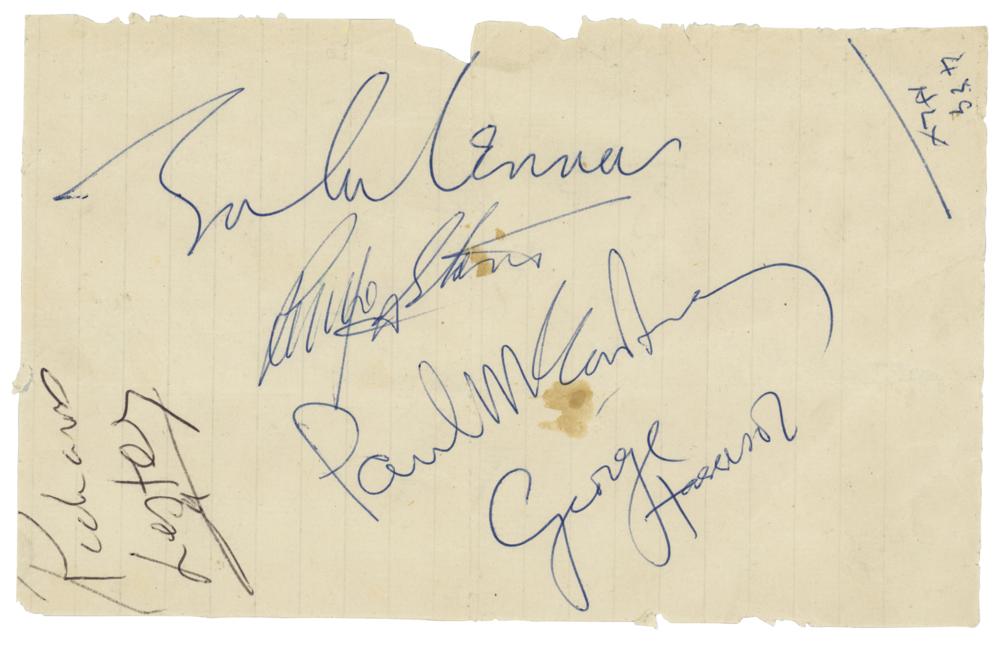 John Lennon
Ringo Starr
Paul McCartney
George Harrison
Richard
Lester